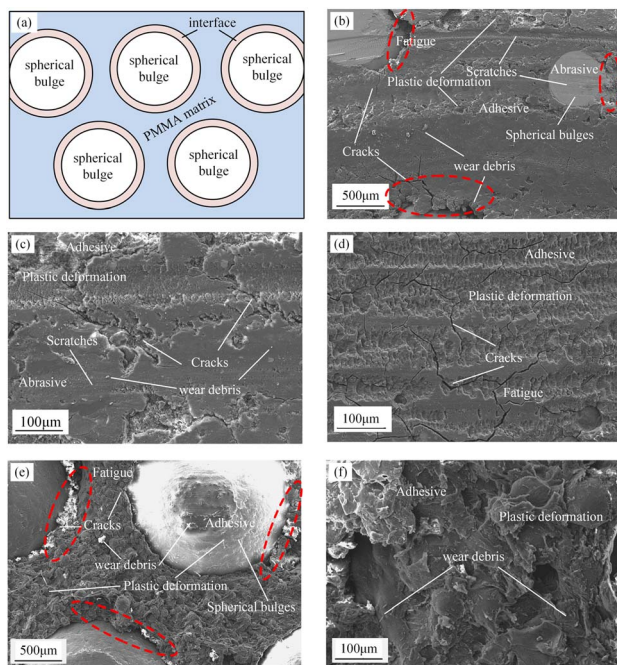 (a)
interface
spherical
bulge
spherical
bulge
spherical
bulge
PMMA matrix
spherical
bulge
spherical
bulge
(b)
Fatigue
Plastic deformation
Scratches
Abrasive
Adhesive
Spherical bulges
Cracks
wear debris
500μm
(c)
Adhesive
Plastic deformation
Scratches
Cracks
Abrasive
wear debris
100μm
(d)
Adhesive
Plastic deformation
Cracks
Fatigue
100μm
(e)
Fatigue
Cracks
Adhesive
wear debris
Plastic deformation
Spherical bulges
500μm
(f)
Adhesive
Plastic deformation
wear debris
100μm